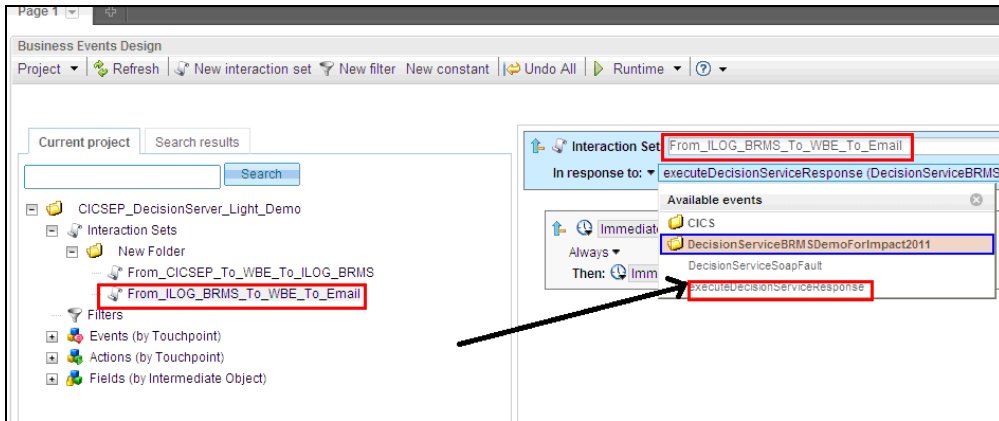 Page 1
Business Events Design
Project Refresh New interaction set New filter New constant Undo All Runtime
Current project Search results
Search
CICSEP_DecisionServer_Light_Demo
Interaction Sets
New Folder
From_CICSEP_To_WBE_To_ILOG_BRMS
From_ILOG_BRMS_To_WBE_To_Email
Filters
Events (by Touchpoint)
Actions (by Touchpoint)
Fields (by Intermediate Object)
Interaction Set From_ILOG_BRMS_To_WBE_To_Email
In response to: executeDecisionServiceResponse (DecisionServiceBRMS
Available events
CICS
DecisionServiceBRMSDemoForImpact2011
DecisionServiceSoapFault
executeDecisionServiceResponse
Immediat
Always
Then: Imm